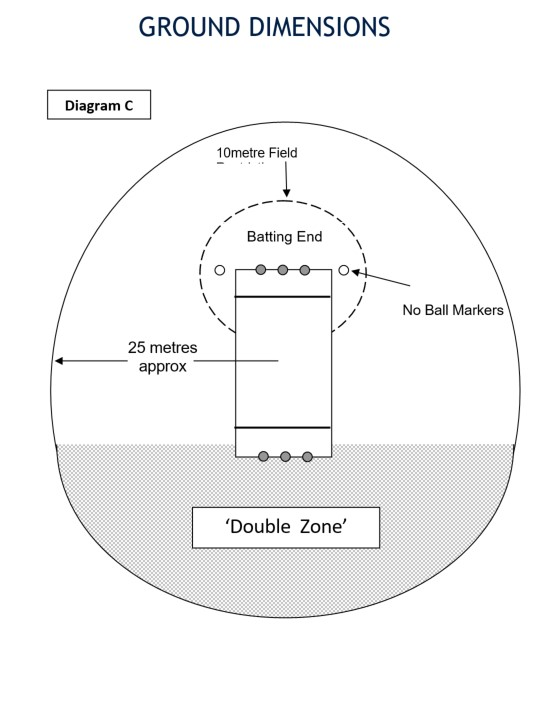 GROUND DIMENSIONS
Diagram C
10metre Field
Batting End
No Ball Markers
25 metres
approx
‘Double Zone’